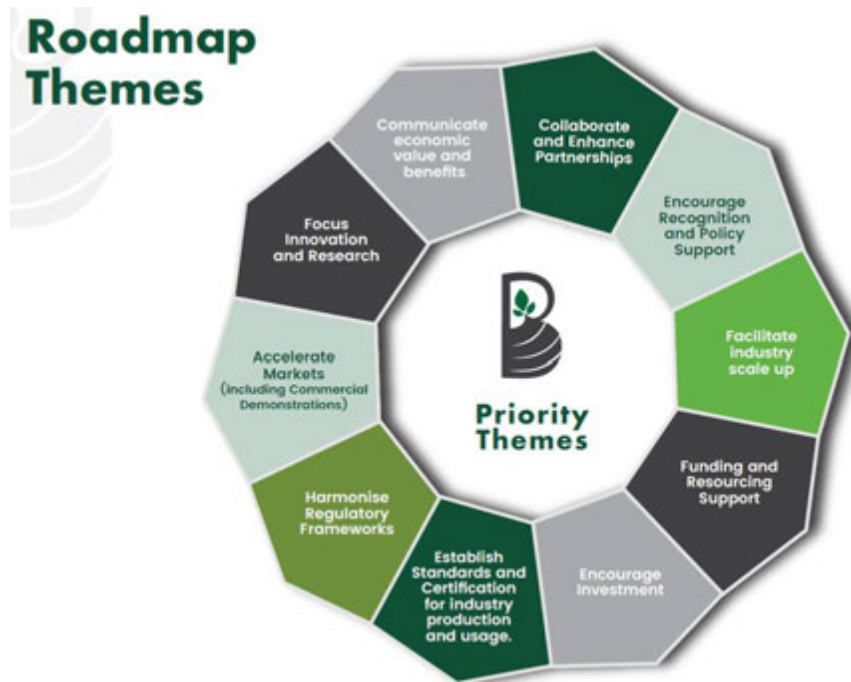 Roadmap
Themes
Communicate
economic
value and
benefits
Collaborate
and Enhance
Partnerships
Encourage
Recognition
and Policy
Support
Facilitate
industry
scale up
Funding and
Resourcing
Support
Encourage
Investment
Establish
Standards and
Certification
for industry
production
and usage.
Harmonise
Regulatory
Frameworks
Accelerate
Markets
(including Commercial
Demonstrations)
Focus
Innovation
and Research
B
Priority
Themes